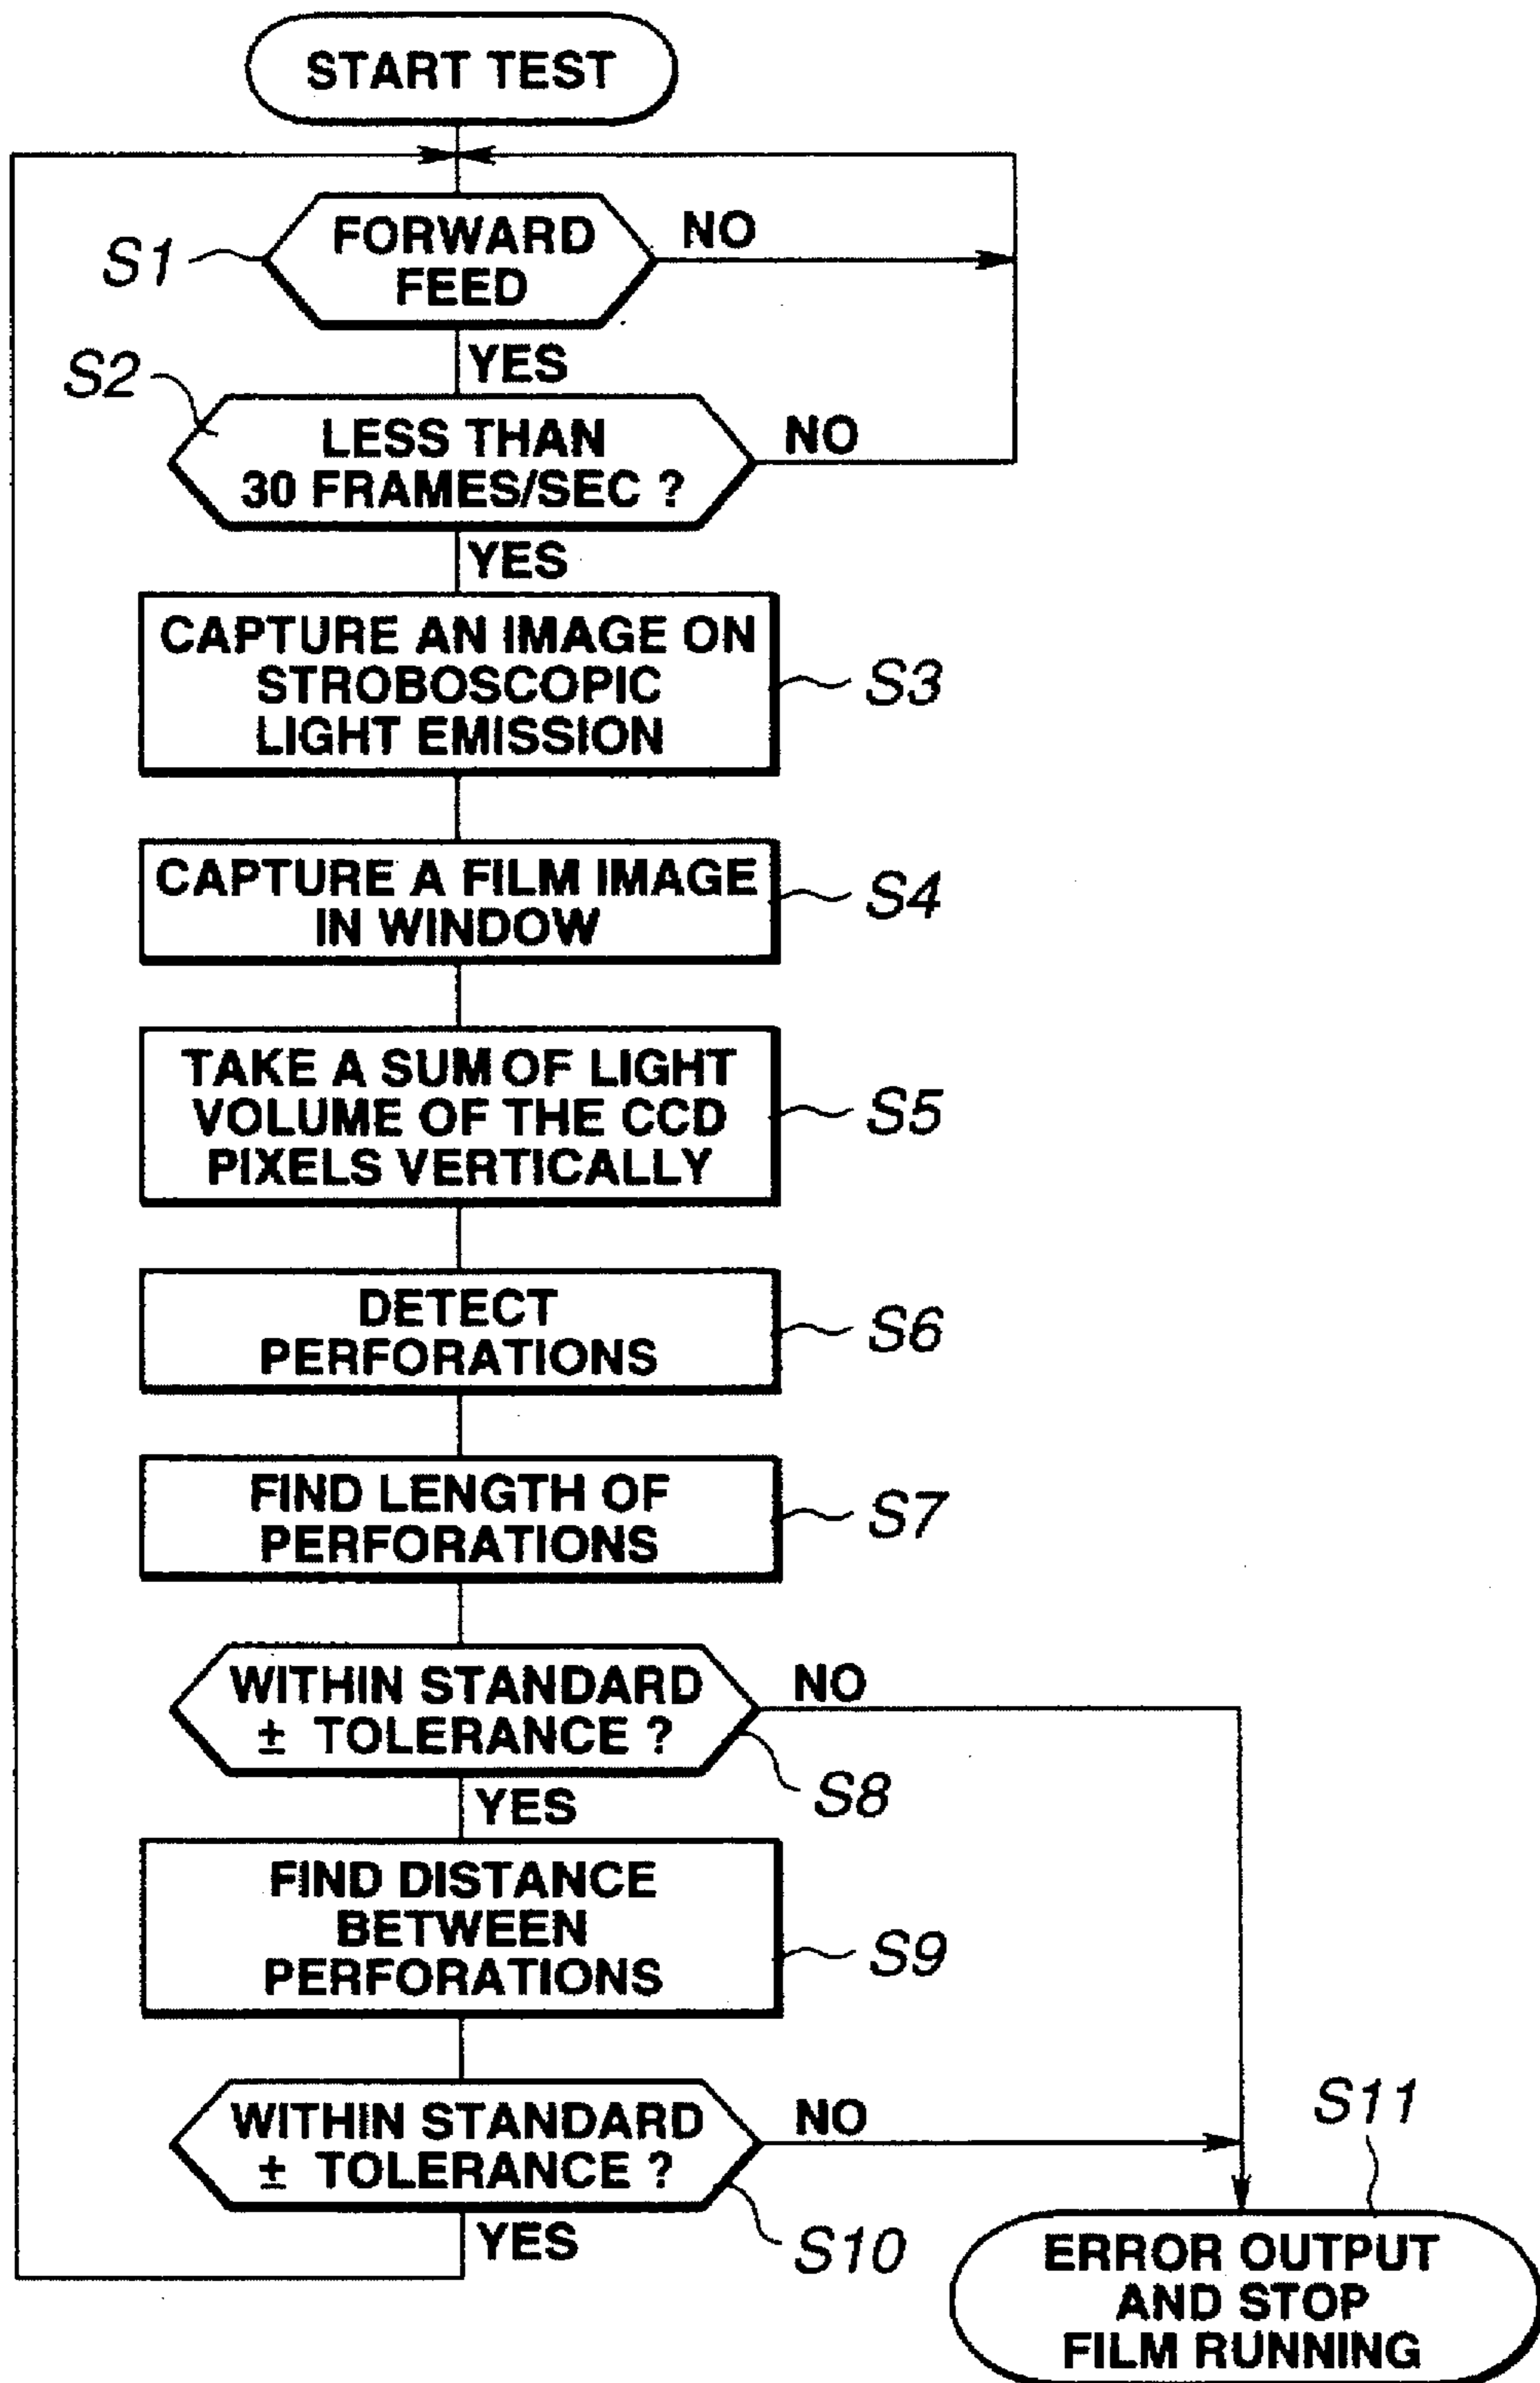 START TEST
S1
FORWARD
FEED
NO
YES
S2
LESS THAN
30 FRAMES/SEC ?
NO
YES
CAPTURE AN IMAGE ON
STROBOSCOPIC
LIGHT EMISSION
S3
CAPTURE A FILM IMAGE
IN WINDOW
S4
TAKE A SUM OF LIGHT
VOLUME OF THE CCD
PIXELS VERTICALLY
S5
DETECT
PERFORATIONS
S6
FIND LENGTH OF
PERFORATIONS
S7
WITHIN STANDARD
± TOLERANCE ?
NO
S8
YES
FIND DISTANCE
BETWEEN
PERFORATIONS
S9
WITHIN STANDARD
± TOLERANCE ?
NO
S10
YES
S11
ERROR OUTPUT
AND STOP
FILM RUNNING